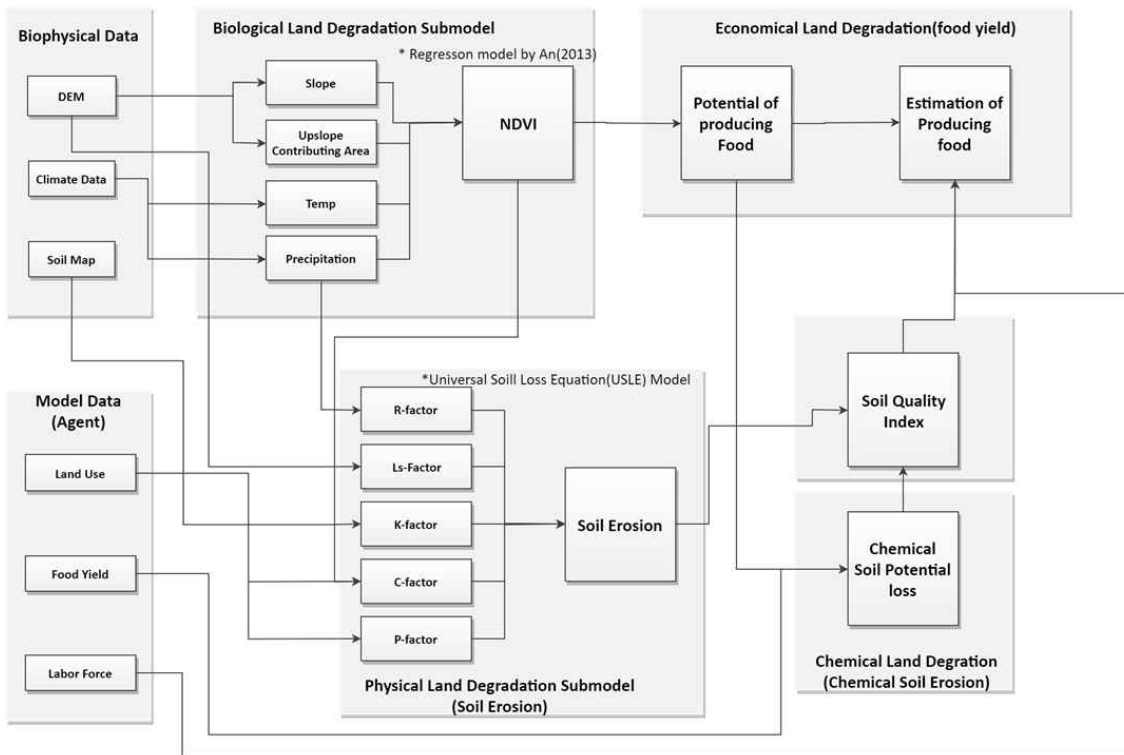 Biophysical Data
DEM
Climate Data
Soil Map
Biological Land Degradation Submodel
* Regresson model by An(2013)
Slope
Upslope
Contributing Area
Temp
Precipitation
NDVI
Economical Land Degradation(food yield)
Potential of
producing
Food
Estimation of
Producing
food
Model Data
(Agent)
Land Use
Food Yield
Labor Force
*Universal Soill Loss Equation(USLE) Model
R-factor
Ls-Factor
K-factor
C-factor
P-factor
Soil Erosion
Physical Land Degradation Submodel
(Soil Erosion)
Soil Quality
Index
Chemical
Soil Potential
loss
Chemical Land Degration
(Chemical Soil Erosion)